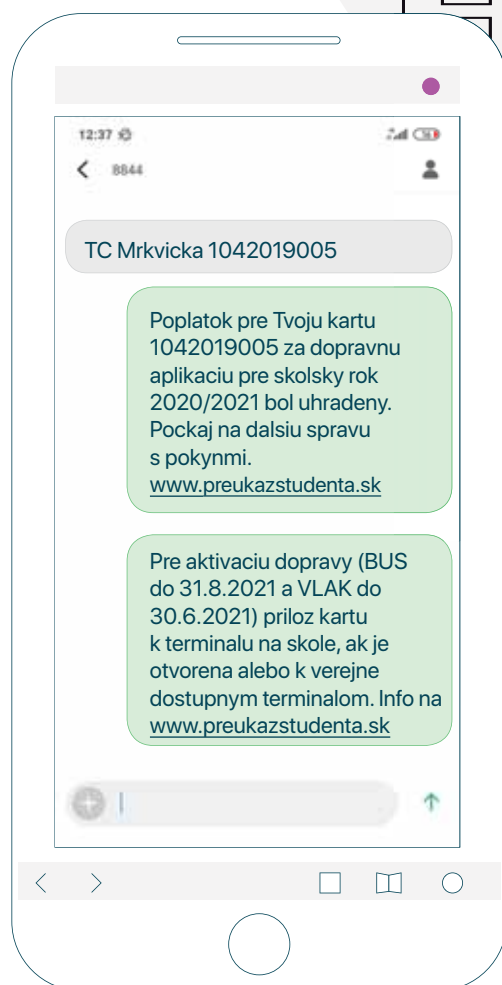 12:37
8844
TC Mrkvicka 1042019005
Poplatok pre Tvoju kartu
1042019005 za dopravnu
aplikaciu pre skolsky rok
2020/2021 bol uhradeny.
Pockaj na dalsiu spravu
s pokynmi.
www.preukazstudenta.sk
Pre aktivaciu dopravy (BUS
do 31.8.2021 a VLAK do
30.6.2021) priloz kartu
k terminalu na skole, ak je
otvorena alebo k verejne
dostupnym terminalom. Info na
www.preukazstudenta.sk